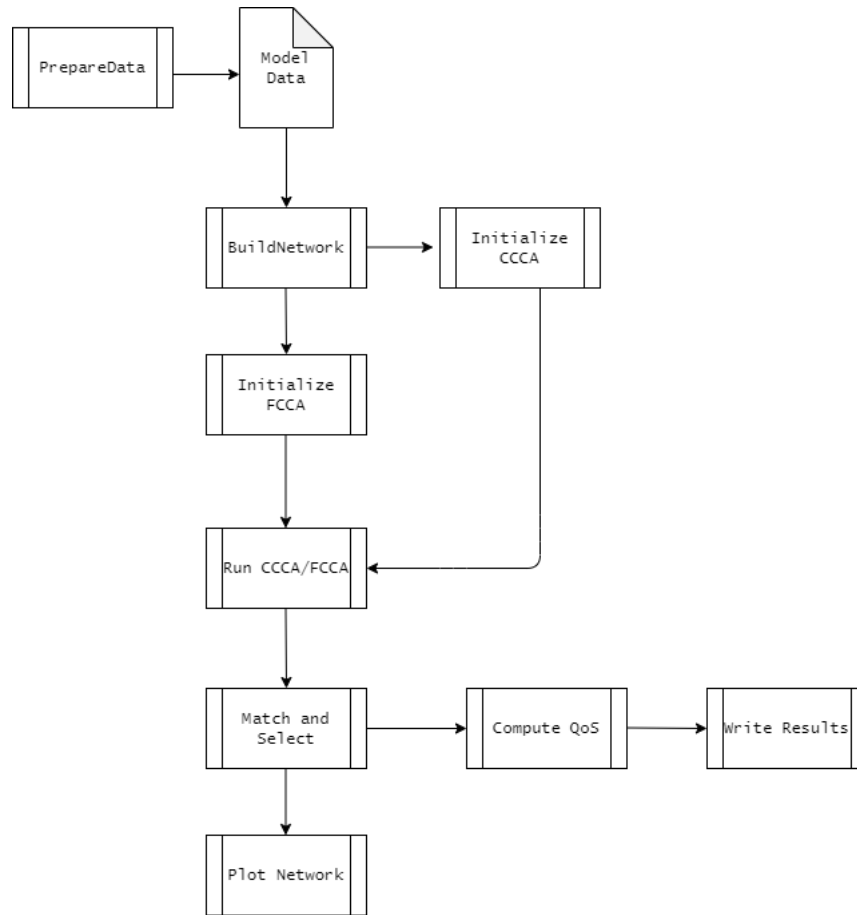 PrepareData
Model
Data
BuildNetwork
Initialize
CCCA
Initialize
FCCA
Run CCCA/FCCA
Match and
Select
Compute QoS
Write Results
Plot Network